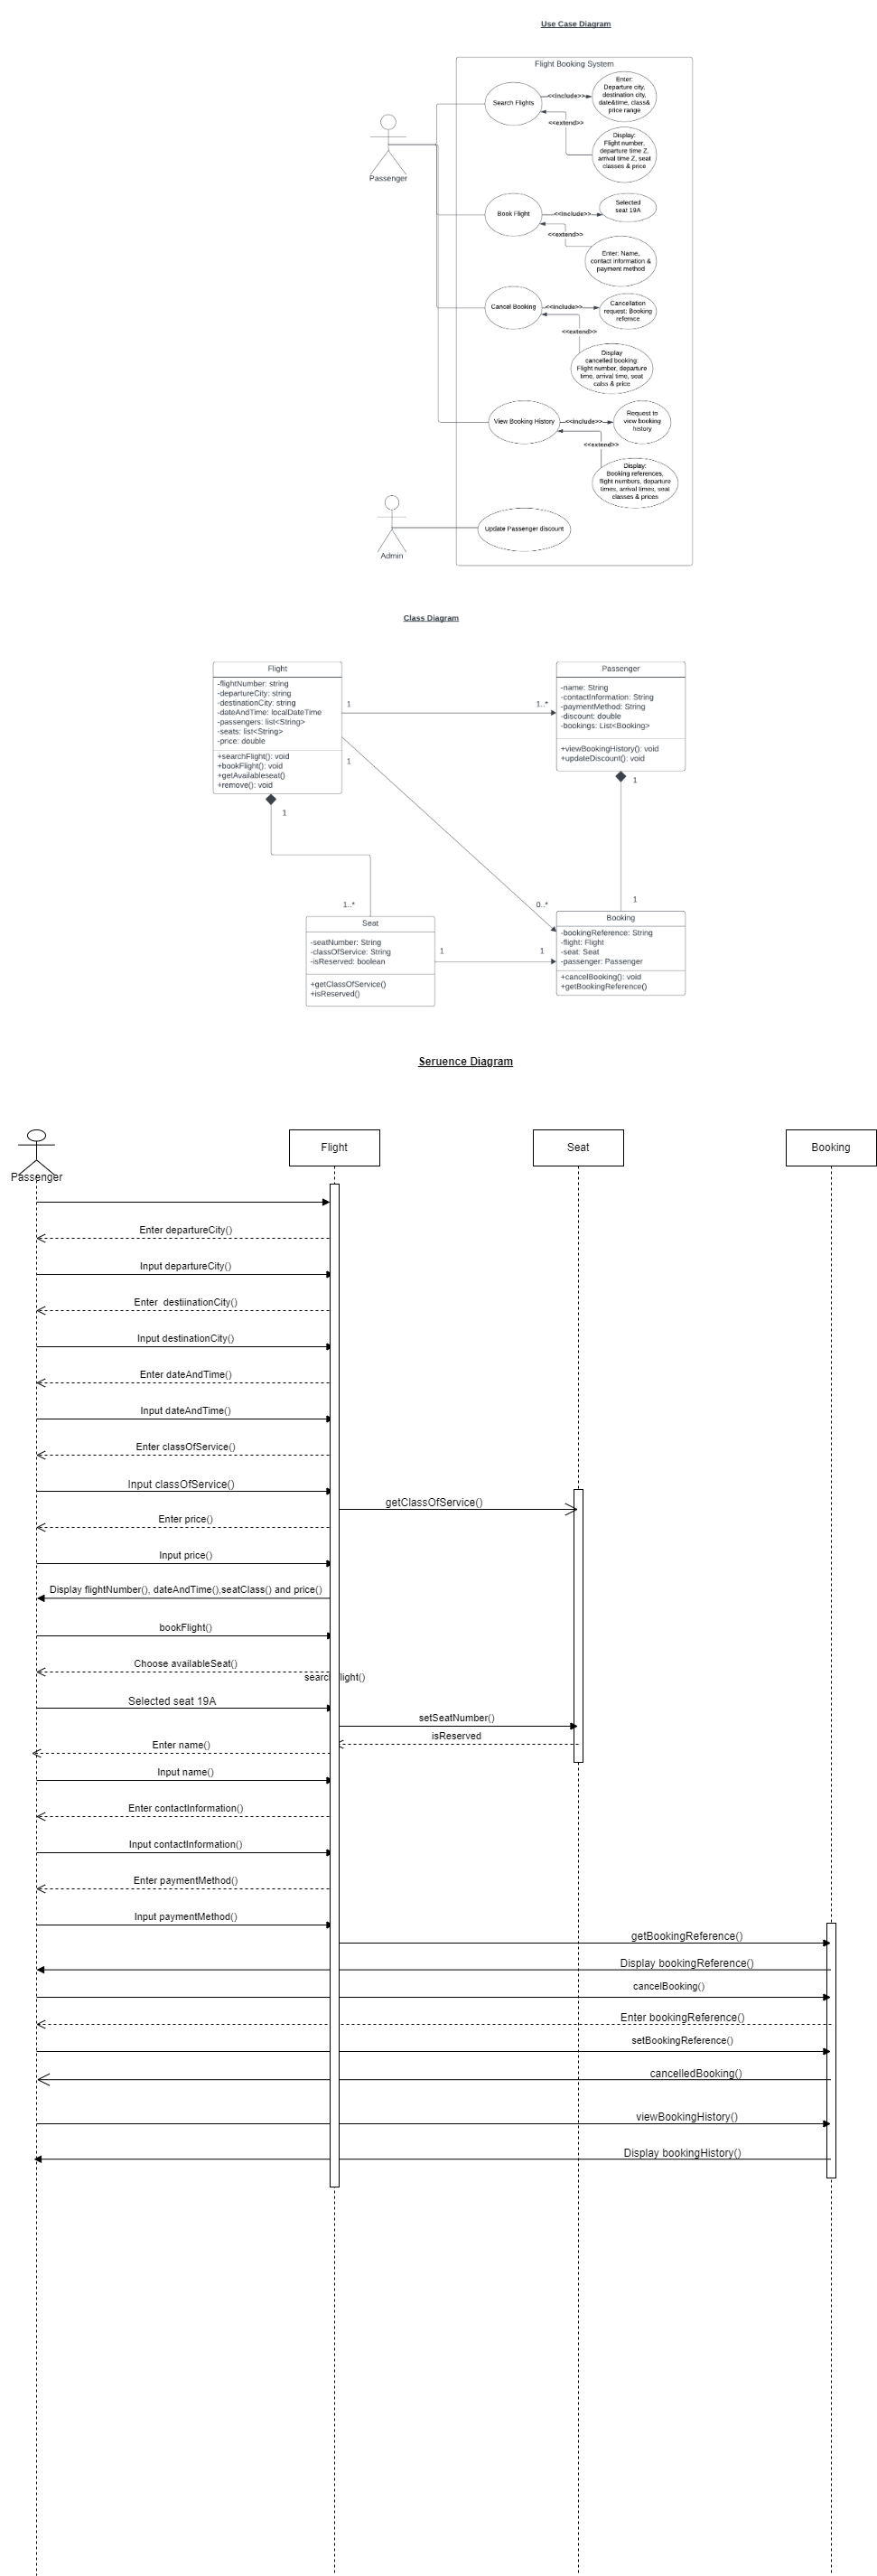 Use Case Diagram
Flight Booking System
Passenger
Search Flights
<<include>>
Enter:
Departure city,
destination city,
date&time, class&
price range
<<extend>>
Display:
Flight number,
departure time Z,
arrival time Z, seat
classes & price
Book Flight
<<include>>
Selected
seat 19A
<<extend>>
Enter: Name,
contact information &
payment method
Cancel Booking
<<include>>
Cancellation
request: Booking
refernce
<<extend>>
Display
cancelled booking:
Flight number, departure
time, arrival time, seat
calss & price
View Booking History
<<include>>
Request to
view booking
history
<<extend>>
Display:
Booking references,
flight numbers, departure
times, arrival times, seat
classes & prices
Admin
Update Passenger discount
Class Diagram
Flight
-flightNumber: string
-departureCity: string
-destinationCity: string
-dateAndTime: localDateTime
-passengers: list<String>
-seats: list<String>
-price: double
+searchFlight(): void
+bookFlight(): void
+getAvailableseat()
+remove(): void
1
1..*
Passenger
-name: String
-contactInformation: String
-paymentMethod: String
-discount: double
-bookings: List<Booking>
+viewBookingHistory(): void
+updateDiscount(): void
1
1
1
1..*
0..*
1
Seat
-seatNumber: String
-classOfService: String
-isReserved: boolean
+getClassOfService()
+isReserved()
1
1
Booking
-bookingReference: String
-flight: Flight
-seat: Seat
-passenger: Passenger
+cancelBooking(): void
+getBookingReference()
Seruence Diagram
Passenger
Flight
Seat
Booking
Enter departureCity()
Input departureCity()
Enter  destiinationCity()
Input destinationCity()
Enter dateAndTime()
Input dateAndTime()
Enter classOfService()
Input classOfService()
getClassOfService()
Enter price()
Input price()
Display flightNumber(), dateAndTime(),seatClass() and price()
bookFlight()
Choose availableSeat()
searchFlight()
Selected seat 19A
setSeatNumber()
isReserved
Enter name()
Input name()
Enter contactInformation()
Input contactInformation()
Enter paymentMethod()
Input paymentMethod()
getBookingReference()
Display bookingReference()
cancelBooking()
Enter bookingReference()
setBookingReference()
cancelledBooking()
viewBookingHistory()
Display bookingHistory()